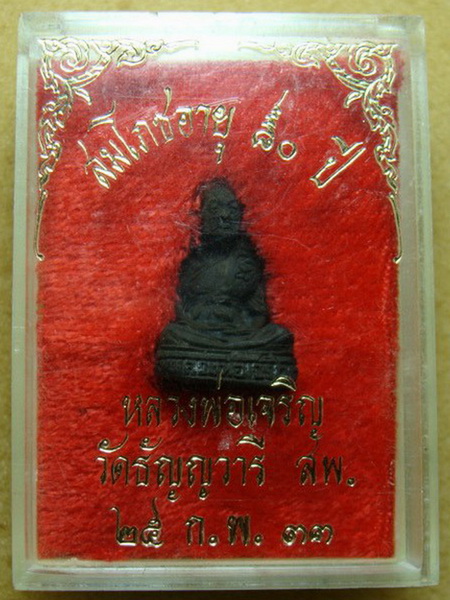 สมโภชอายุ ๘๐ ปี
หลวงพ่อเจริญ
วัดธัญญวารี สพ.
๒๕ ก.พ. ๓๓